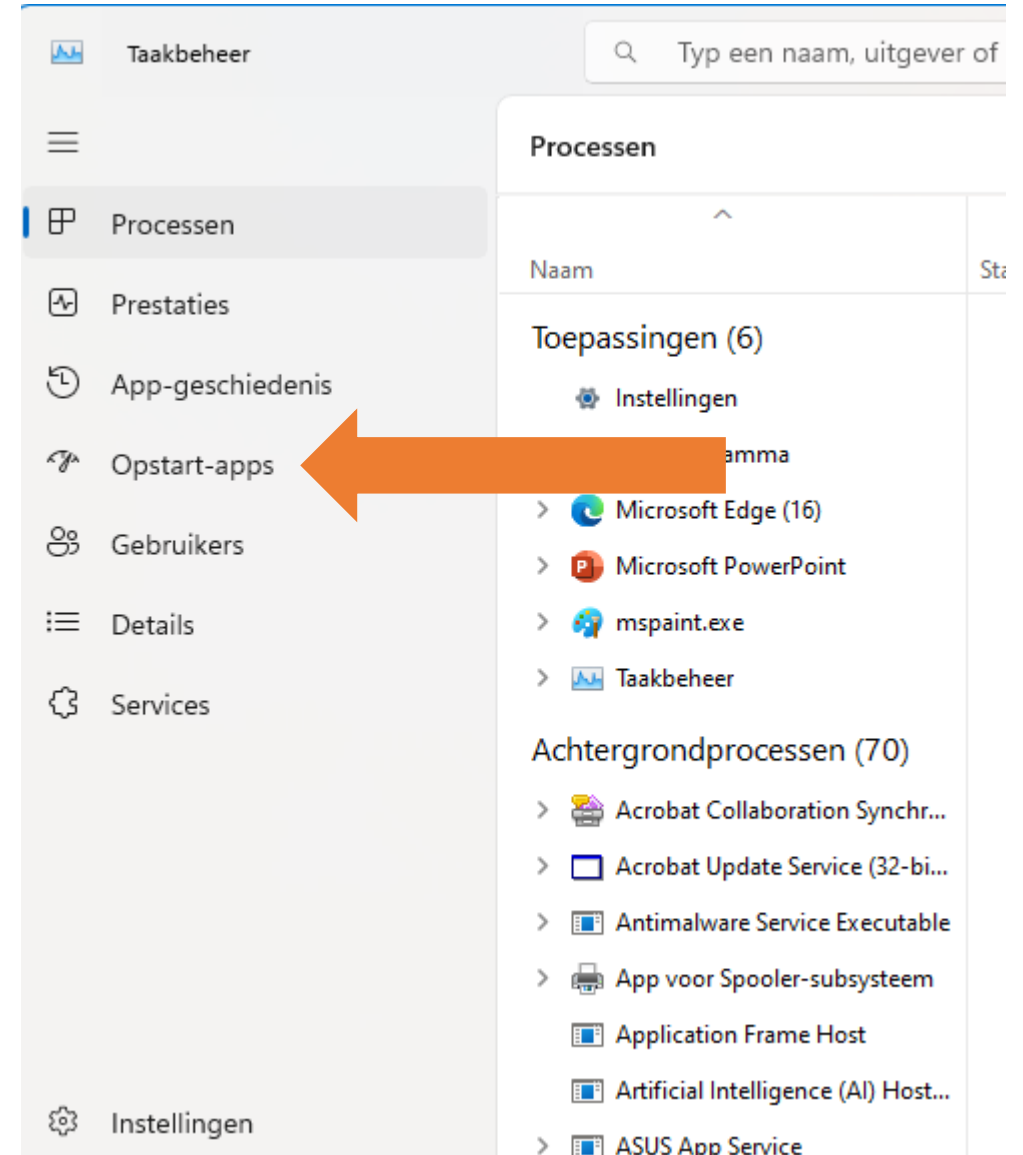 Taakbeheer
Typ een naam, uitgever of
Processen
Prestaties
App-geschiedenis
Opstart-apps
Gebruikers
Details
Services
Instellingen
Processen
Naam
Toepassingen (6)
Instellingen
Microsoft Edge (16)
Microsoft PowerPoint
mspaint.exe
Taakbeheer
Achtergrondprocessen (70)
Acrobat Collaboration Synchr...
Acrobat Update Service (32-bi...
Antimalware Service Executable
App voor Spooler-subsysteem
Application Frame Host
Artificial Intelligence (AI) Host...
ASUS App Service